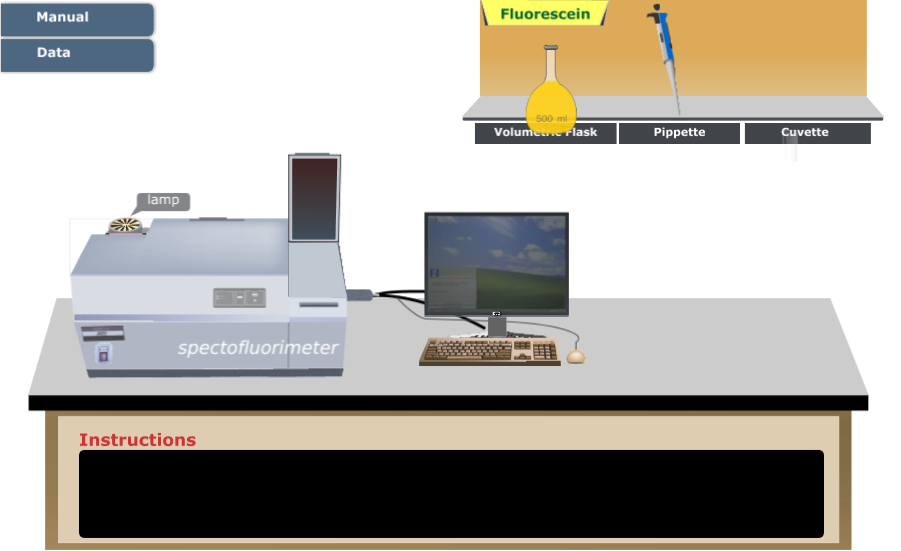 Manual
Data
Fluorescein
500 ml
Volumetric Flask
Pippette
Cuvette
lamp
spectofluorimeter
Instructions